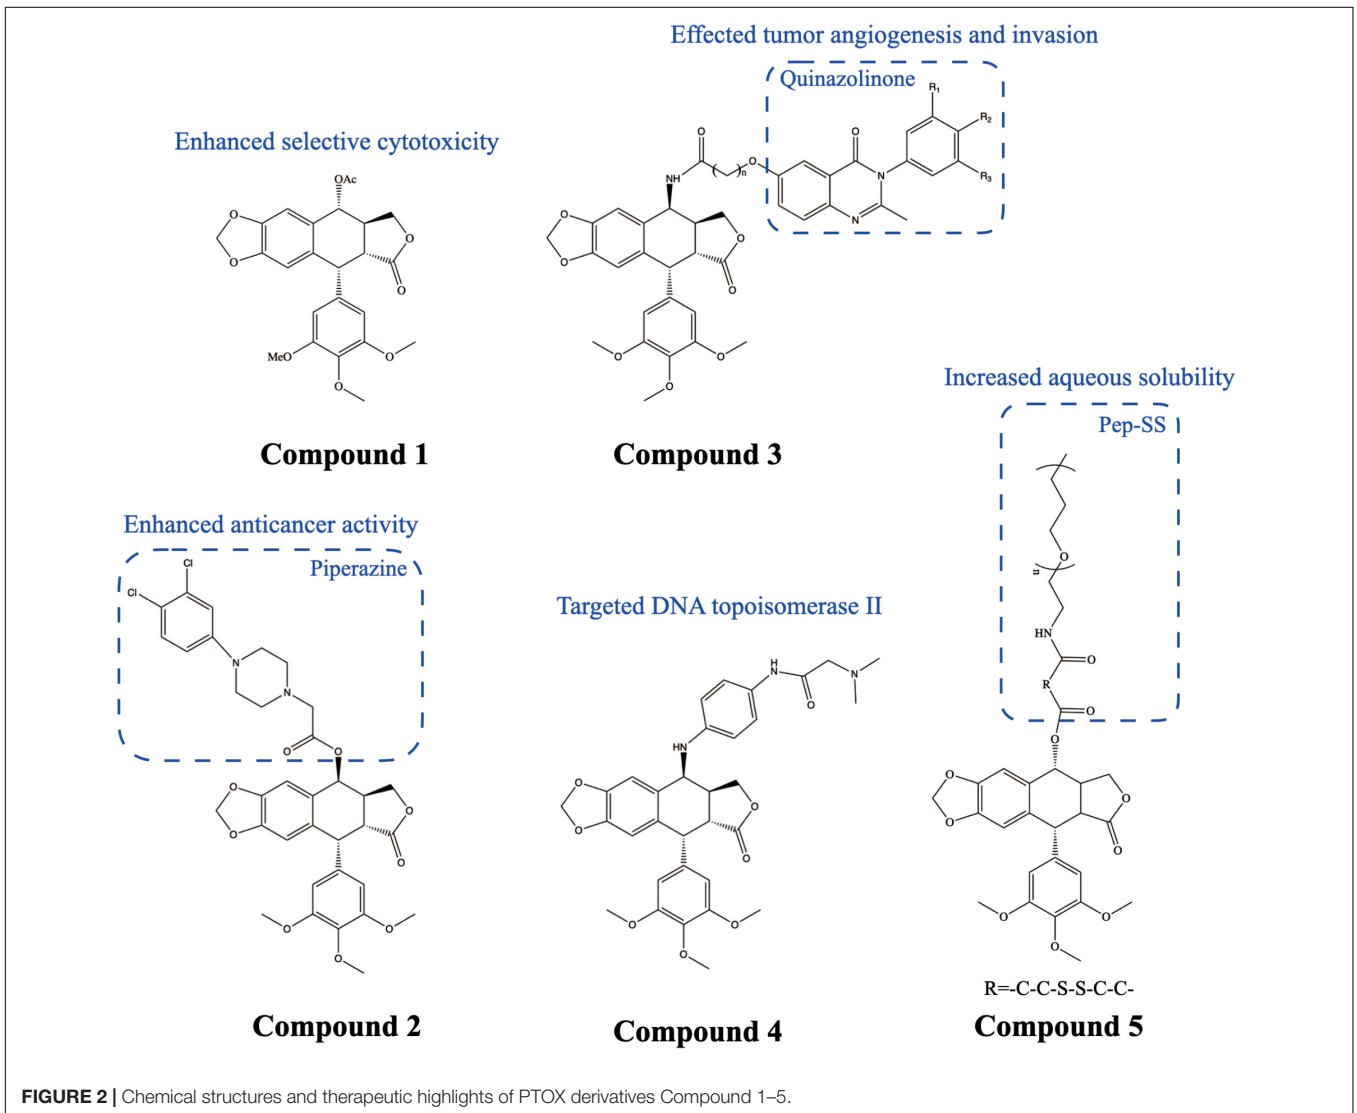 Effected tumor angiogenesis and invasion
Quinazolinone
R₁
R₂
R₃
O
O
NH
n
O
N
N
O
O
O
O
O
O
O
Compound 3
Enhanced selective cytotoxicity
OAc
O
O
O
O
MeO
O
O
Compound 1
Increased aqueous solubility
Pep-SS
O
n
HN
O
R
O
O
O
O
O
O
O
O
O
R=-C-C-S-S-C-C-
Compound 5
Enhanced anticancer activity
Piperazine
Cl
Cl
N
N
O
O
O
O
O
O
O
O
O
Compound 2
Targeted DNA topoisomerase II
H
N
O
N
HN
O
O
O
O
O
O
O
Compound 4
FIGURE 2 | Chemical structures and therapeutic highlights of PTOX derivatives Compound 1–5.